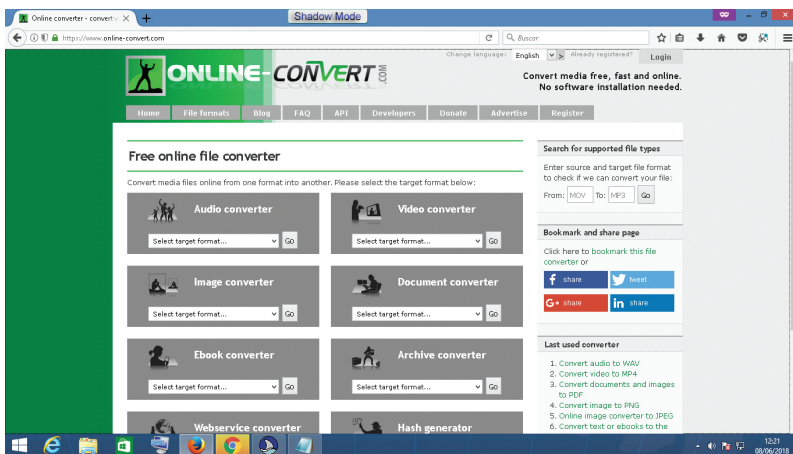 Online converter - convert v
Shadow Mode
https://www.online-convert.com
Buscar
ONLINE-CONVERT
COM
Change language:
English
Already registered?
Login
Convert media free, fast and online.
No software installation needed.
Home
File formats
Blog
FAQ
API
Developers
Donate
Advertise
Register
Free online file converter
Convert media files online from one format into another. Please select the target format below:
Audio converter
Select target format...
Go
Video converter
Select target format...
Go
Image converter
Select target format...
Go
Document converter
Select target format...
Go
Ebook converter
Select target format...
Go
Archive converter
Select target format...
Go
Webservice converter
Hash generator
Search for supported file types
Enter source and target file format
to check if we can convert your file:
From: MOV To: MP3 Go
Bookmark and share page
Click here to bookmark this file
converter or
f share
tweet
G+ share
in share
Last used converter
1. Convert audio to WAV
2. Convert video to MP4
3. Convert documents and images
to PDF
4. Convert image to PNG
5. Online image converter to JPEG
6. Convert text or ebooks to the
12:21
08/06/2018